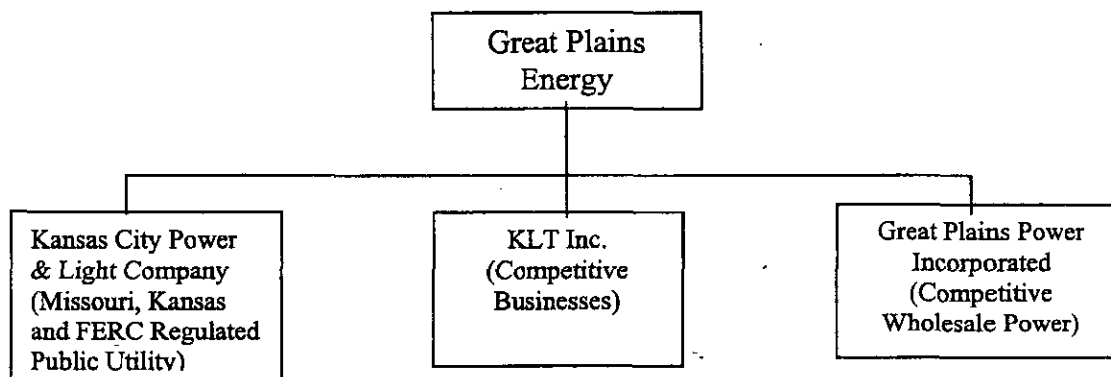 Great Plains
Energy
Kansas City Power
& Light Company
(Missouri, Kansas
and FERC Regulated
Public Utility)
KLT Inc.
(Competitive
Businesses)
Great Plains Power
Incorporated
(Competitive
Wholesale Power)